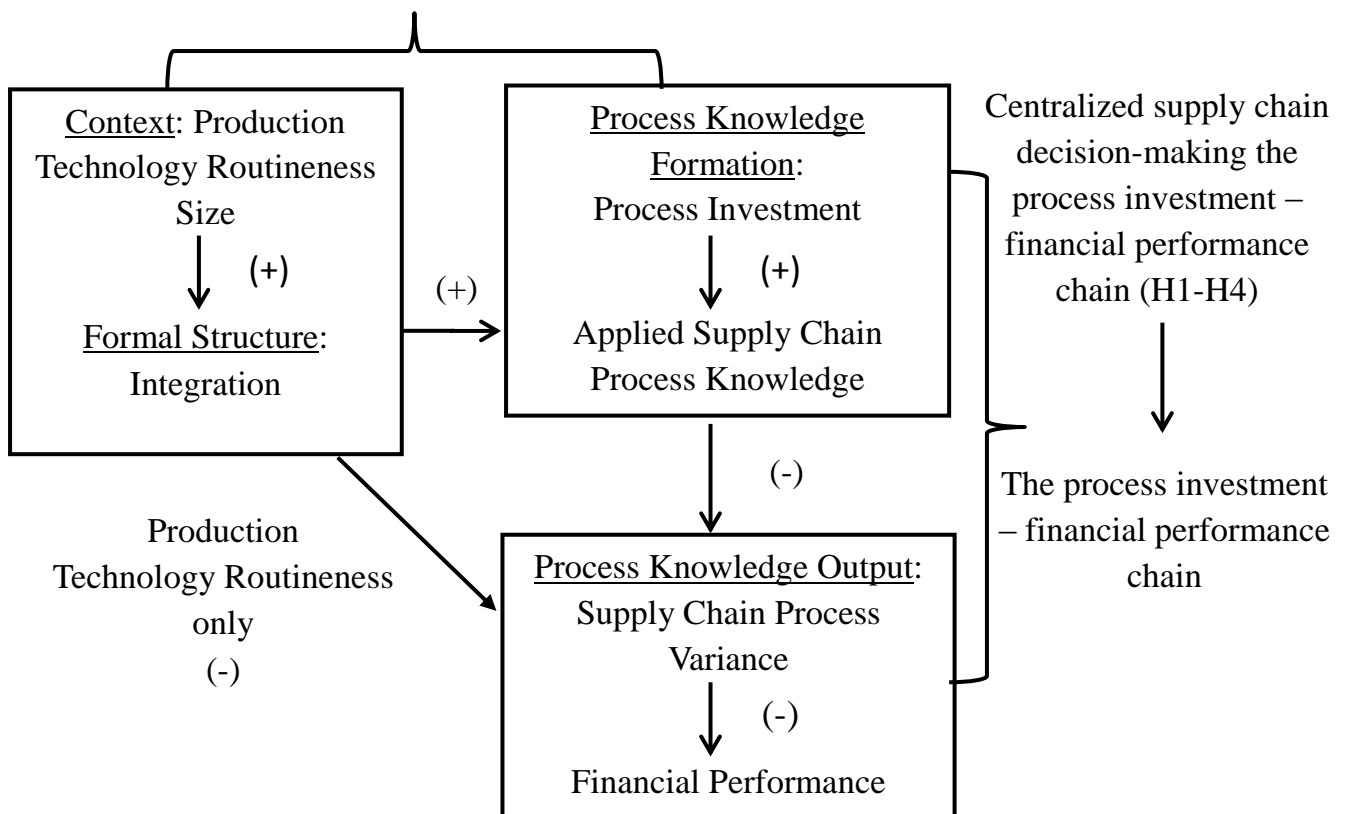 Context: Production
Technology Routineness
Size
(+)
Formal Structure:
Integration
(+)
Process Knowledge
Formation:
Process Investment
(+)
Applied Supply Chain
Process Knowledge
Centralized supply chain
decision-making the
process investment –
financial performance
chain (H1-H4)
(-)
The process investment
– financial performance
chain
Production
Technology Routineness
only
(-)
Process Knowledge Output:
Supply Chain Process
Variance
(-)
Financial Performance